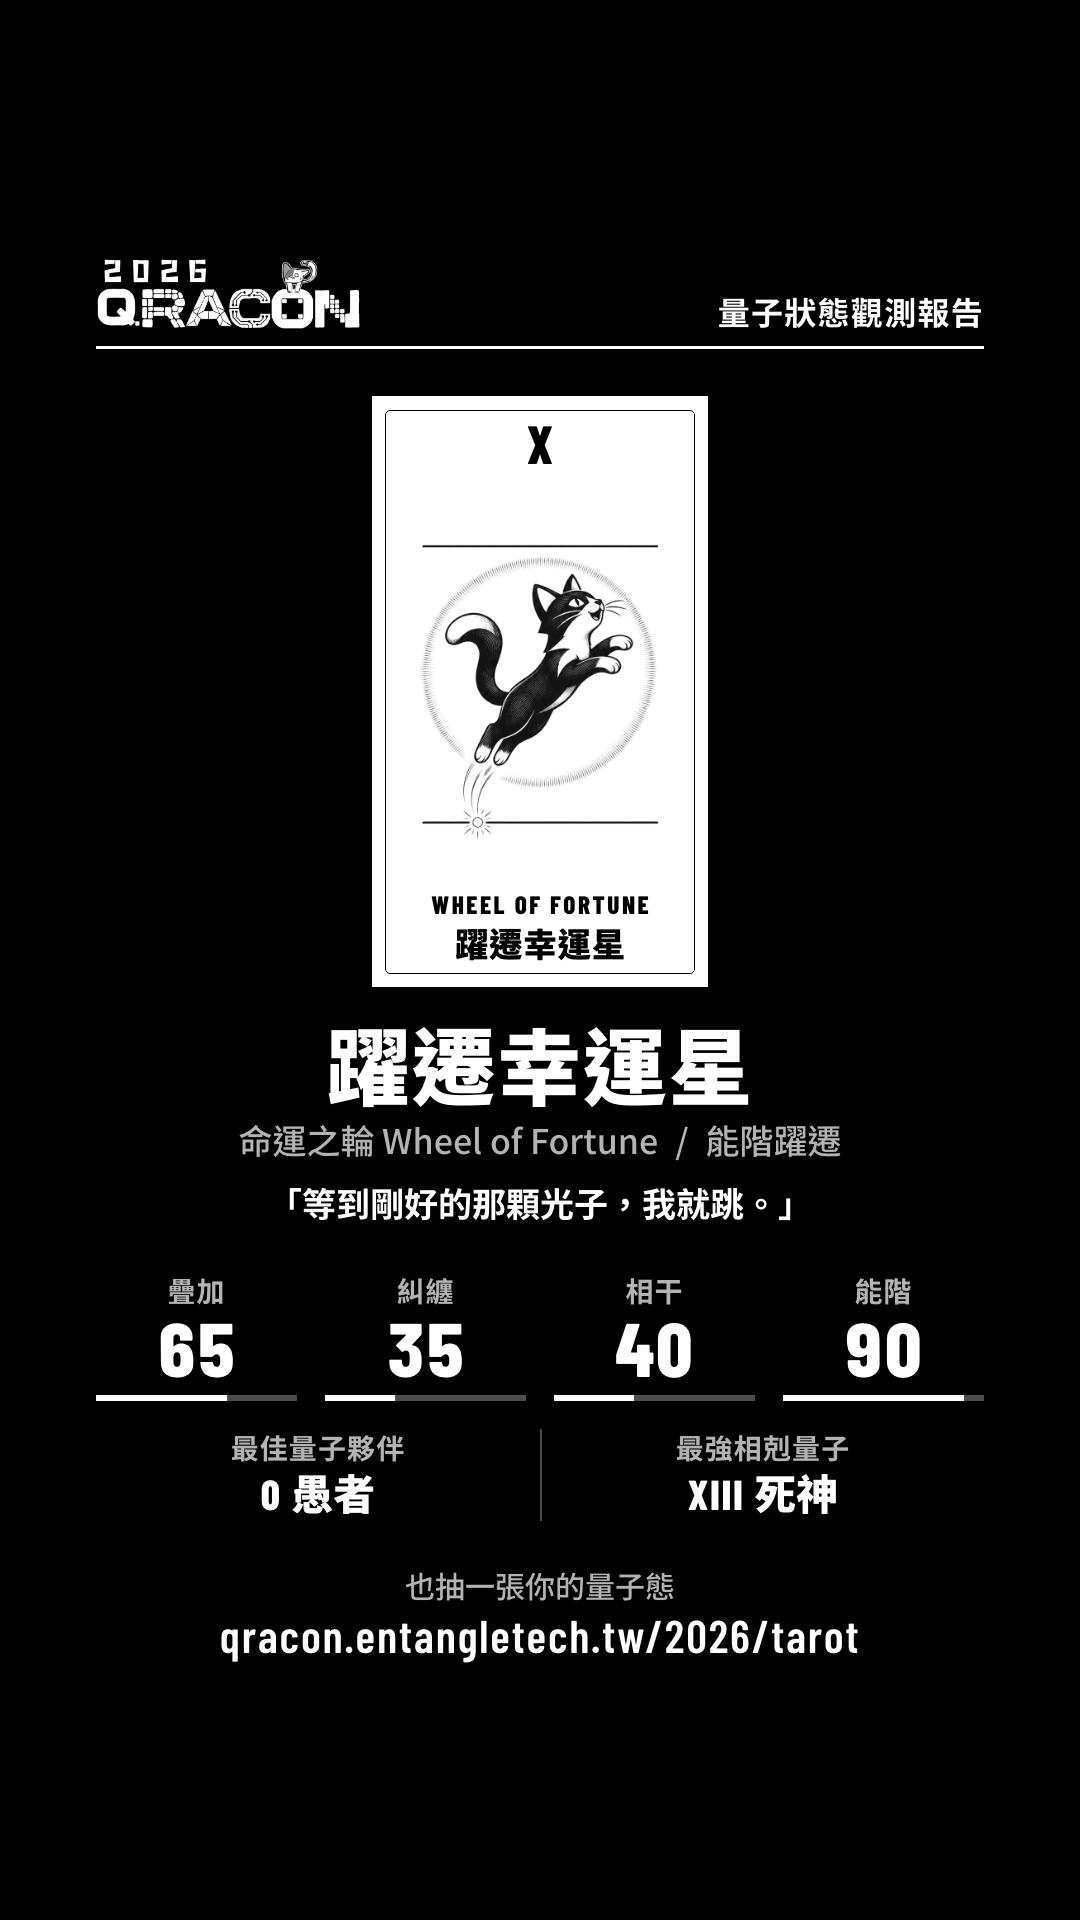 2026
QRACON
量子狀態觀測報告
X
WHEEL OF FORTUNE
躍遷幸運星
躍遷幸運星
命運之輪 Wheel of Fortune / 能階躍遷
「等到剛好的那顆光子，我就跳。」
疊加 糾纏 相干 能階
65 35 40 90
最佳量子夥伴 最強相剋量子
0 愚者 XIII 死神
也抽一張你的量子態
qracon.entangletech.tw/2026/tarot